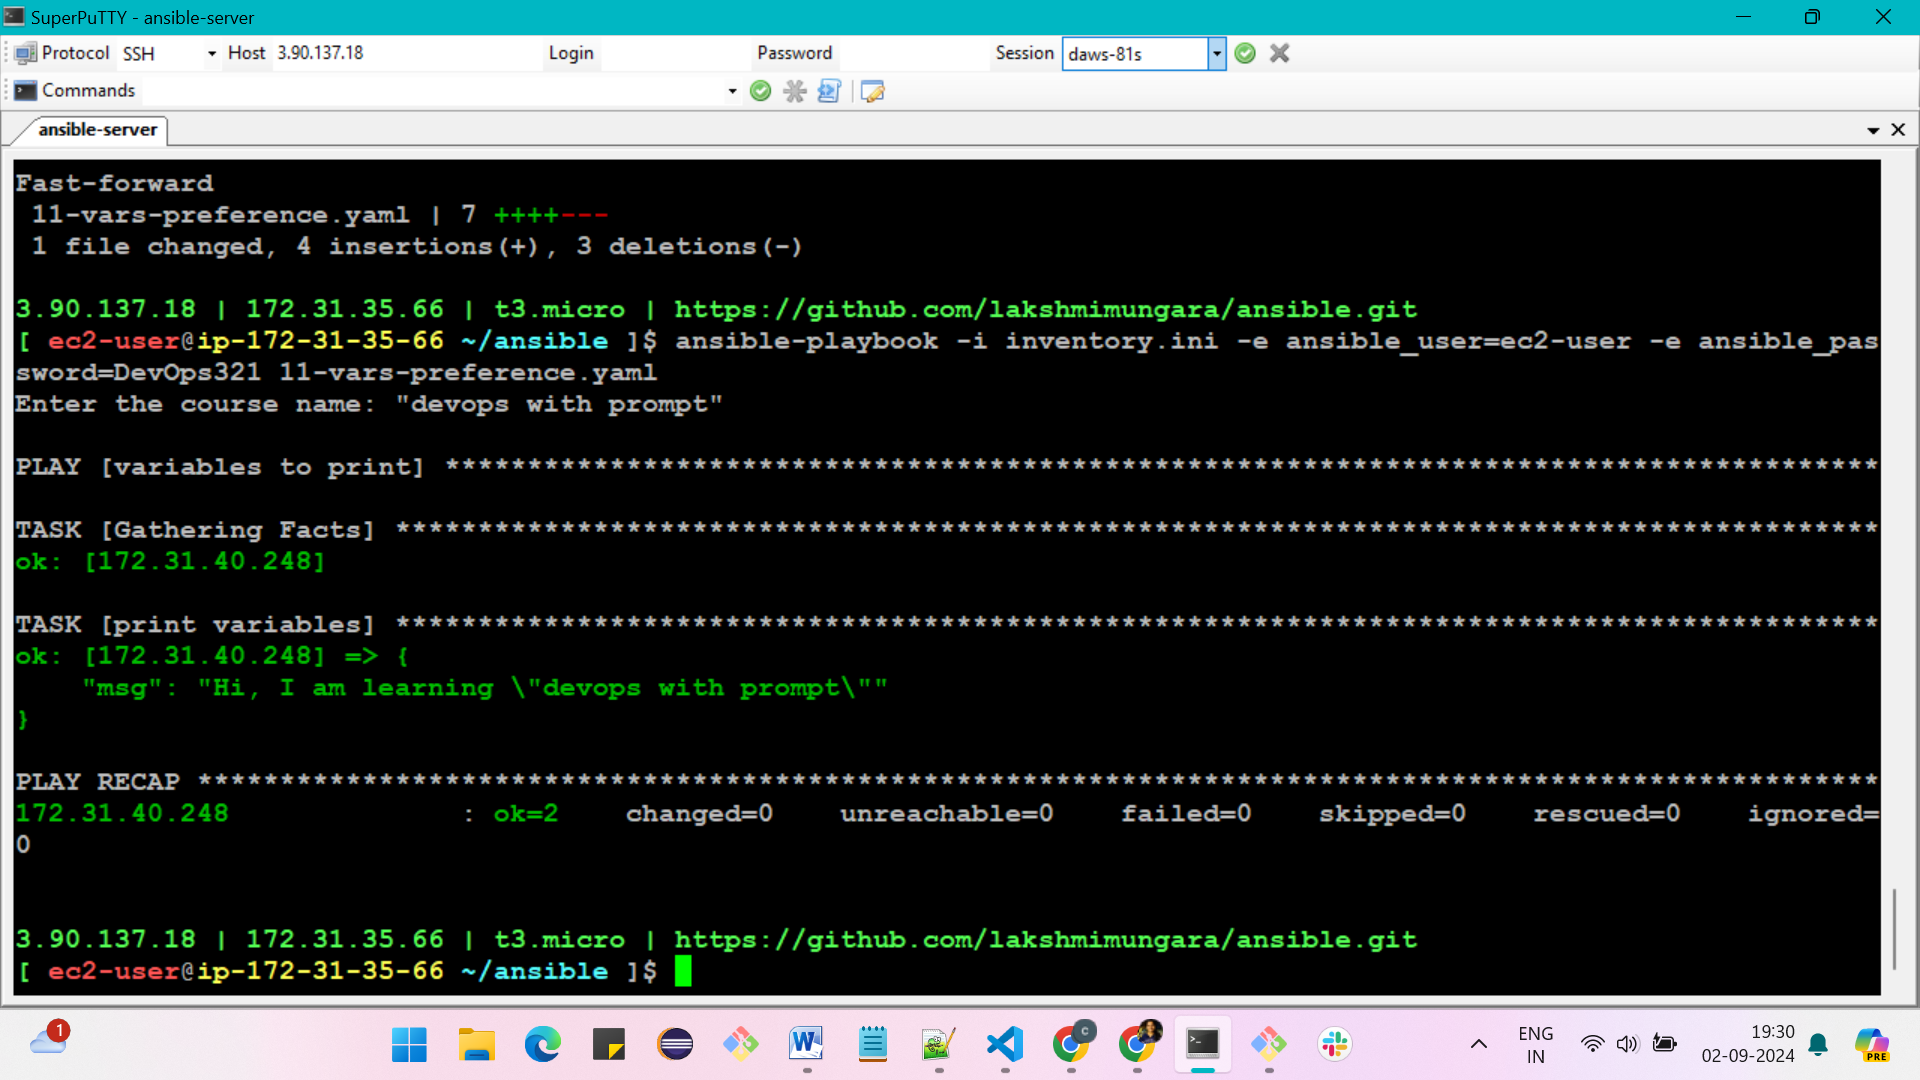 SuperPuTTY - ansible-server
Protocol SSH Host 3.90.137.18 Login Password Session daws-81s
Commands
ansible-server
Fast-forward
 11-vars-preference.yaml | 7 ++++---
 1 file changed, 4 insertions(+), 3 deletions(-)
3.90.137.18 | 172.31.35.66 | t3.micro | https://github.com/lakshmimungara/ansible.git
[ ec2-user@ip-172-31-35-66 ~/ansible ]$ ansible-playbook -i inventory.ini -e ansible_user=ec2-user -e ansible_pas
sword=DevOps321 11-vars-preference.yaml
Enter the course name: "devops with prompt"
PLAY [variables to print] ***************************************************************************************
TASK [Gathering Facts] ******************************************************************************************
ok: [172.31.40.248]
TASK [print variables] ******************************************************************************************
ok: [172.31.40.248] => {
    "msg": "Hi, I am learning \"devops with prompt\""
}
PLAY RECAP ******************************************************************************************************
172.31.40.248 : ok=2 changed=0 unreachable=0 failed=0 skipped=0 rescued=0 ignored=
0
3.90.137.18 | 172.31.35.66 | t3.micro | https://github.com/lakshmimungara/ansible.git
[ ec2-user@ip-172-31-35-66 ~/ansible ]$
1
C
ENG
IN
19:30
02-09-2024
PRE